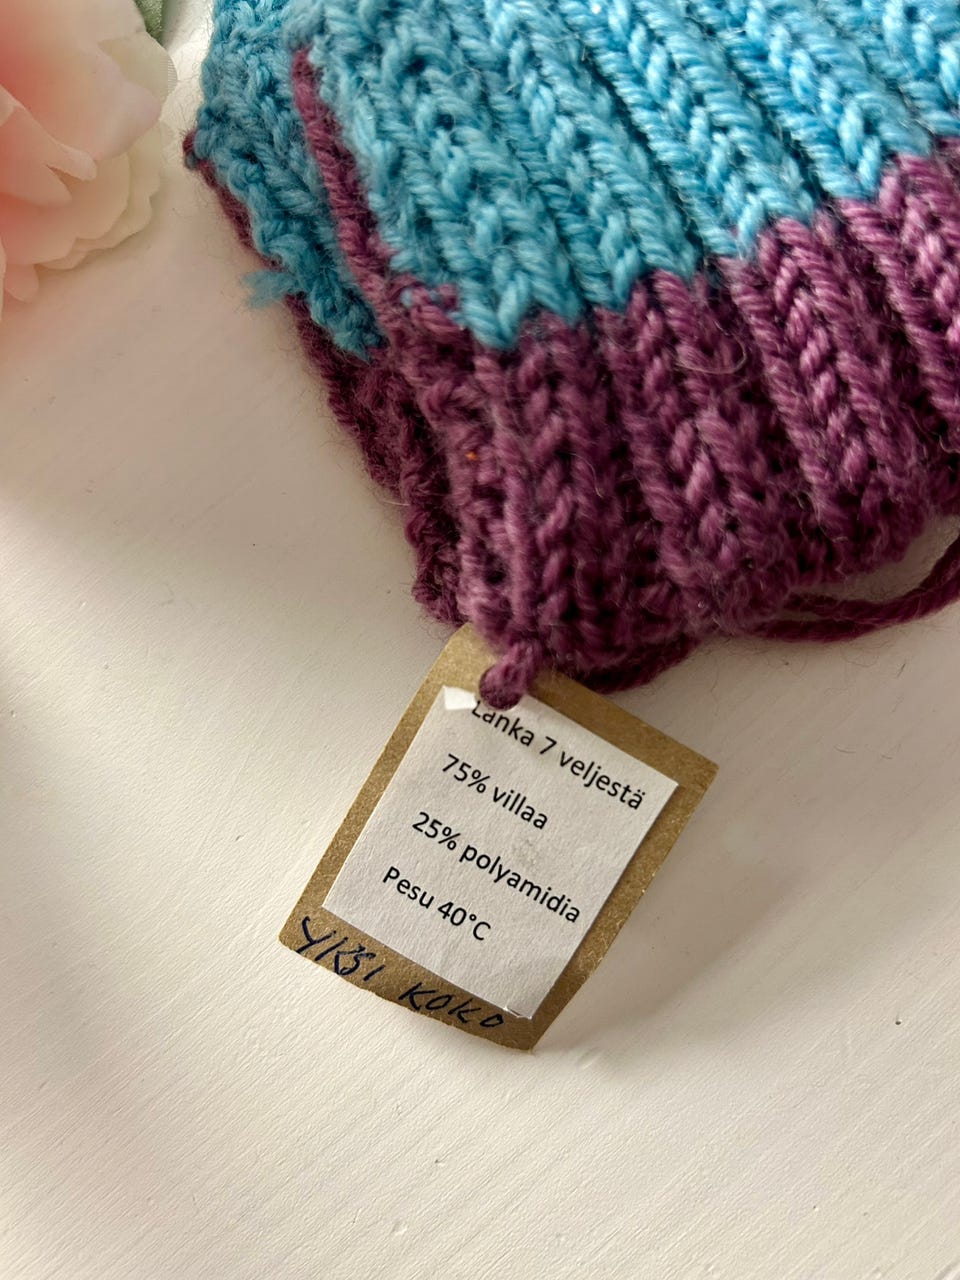 Lanka 7 veljestä
75% villaa
25% polyamidia
Pesu 40°C
YKSI KOKO